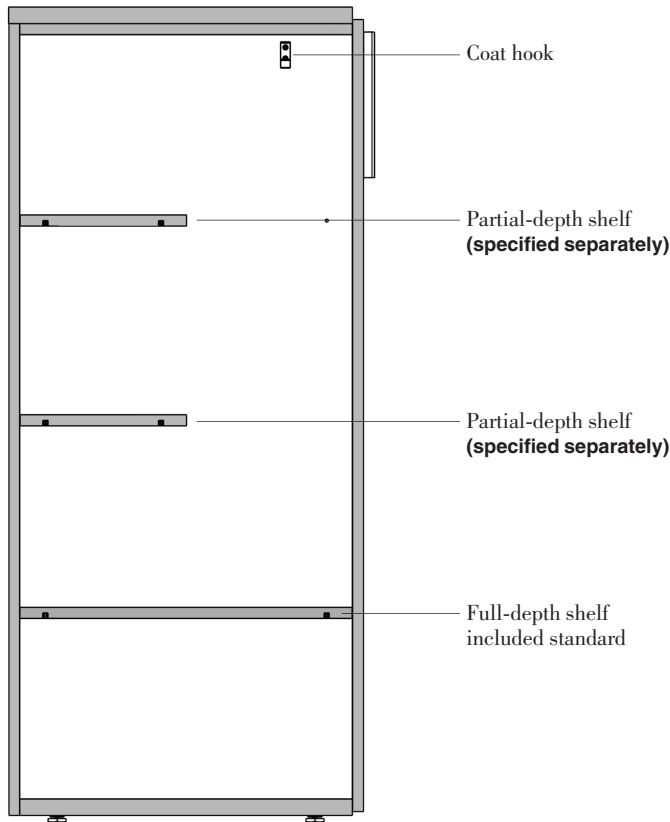 Coat hook
Partial-depth shelf
(specified separately)
Partial-depth shelf
(specified separately)
Full-depth shelf
included standard